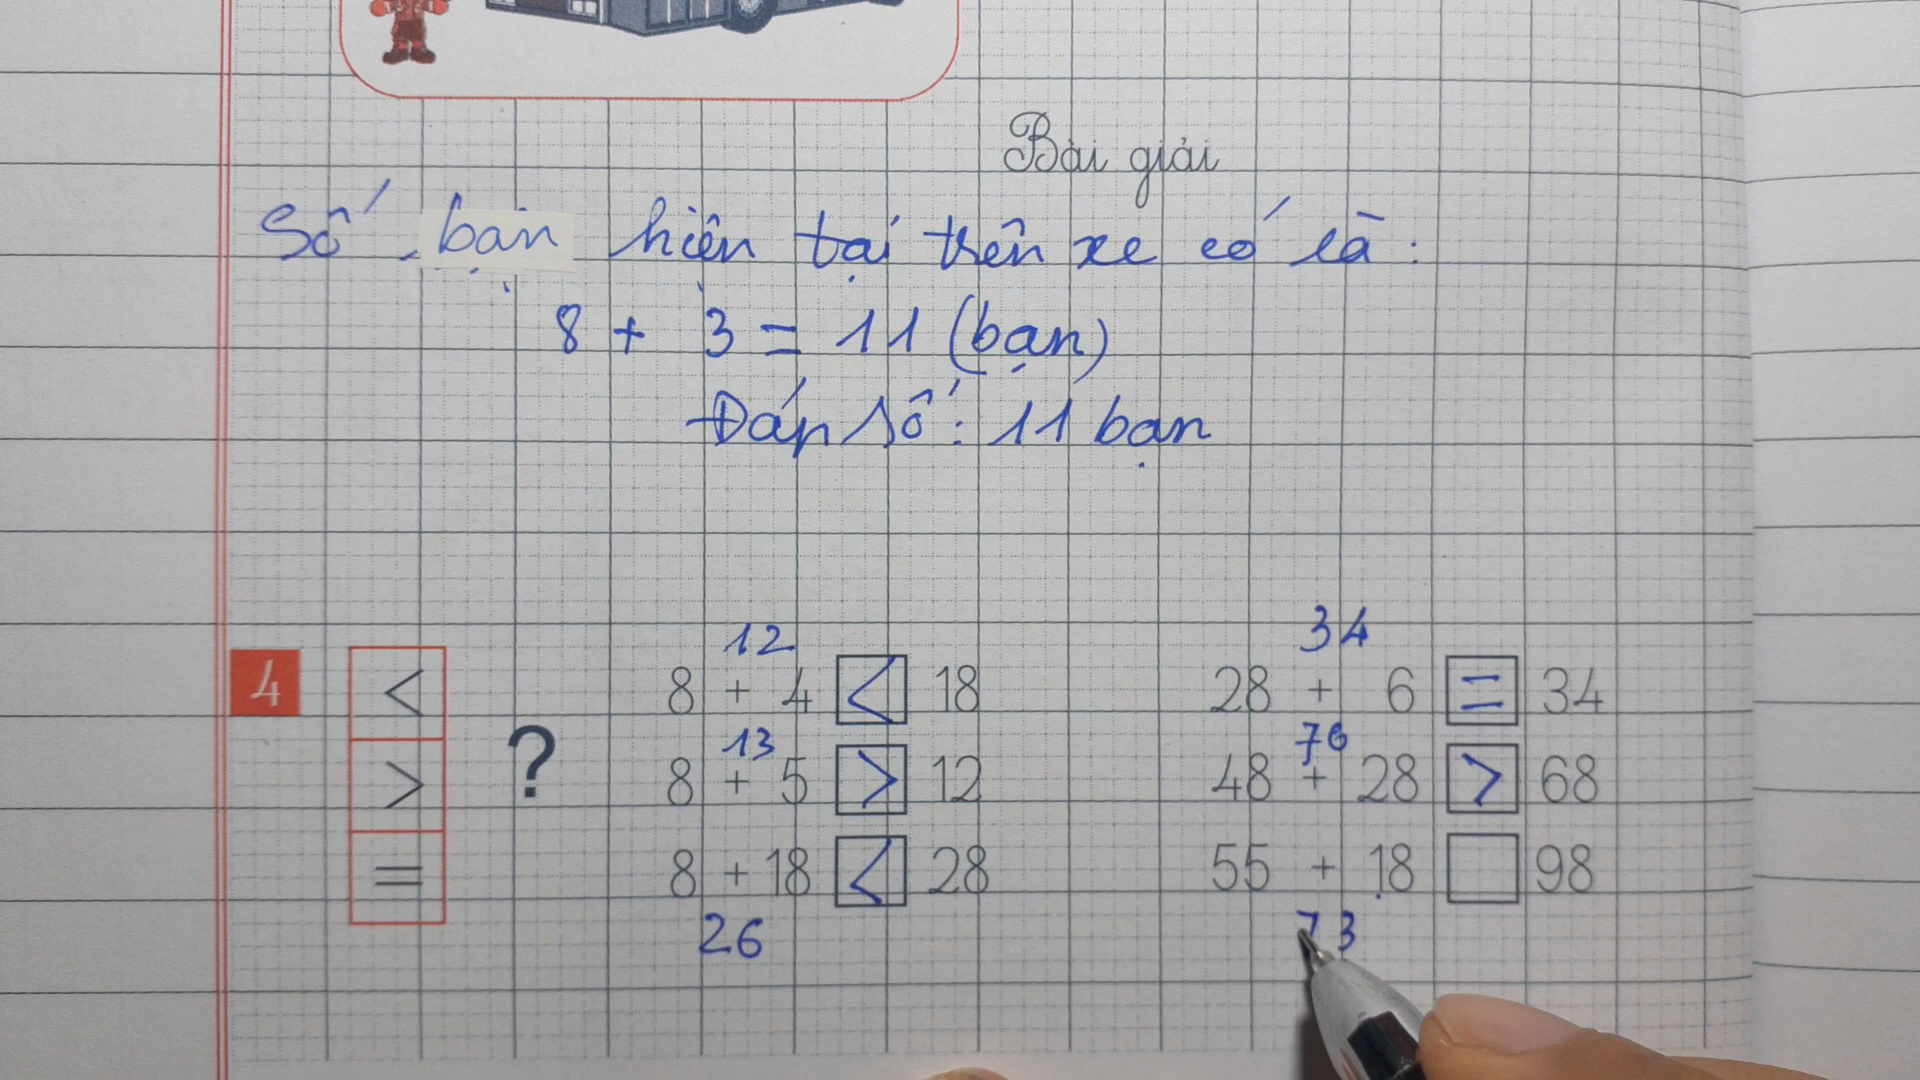 Bài giải
Số bạn hiện tại trên xe có là:
8 + 3 = 11 (bạn)
Đáp số: 11 bạn
12 34
4 < 8 + 4 < 18 28 + 6 = 34
13 76
> ? 8 + 5 > 12 48 + 28 > 68
= 8 + 18 < 28 55 + 18 98
26 73